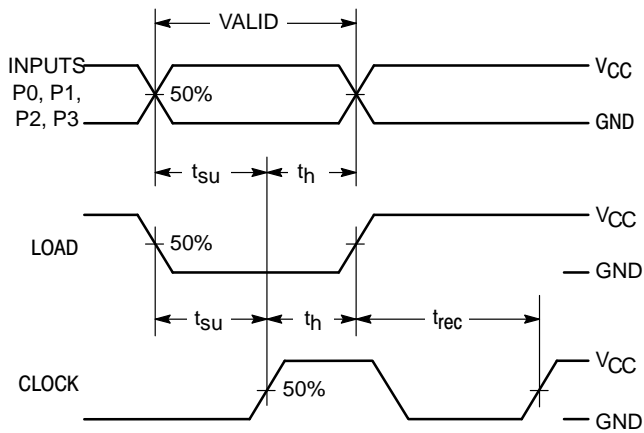 VALID
INPUTS
P0, P1,
P2, P3
50%
VCC
GND
tsu
th
LOAD
50%
VCC
GND
tsu
th
trec
CLOCK
50%
VCC
GND